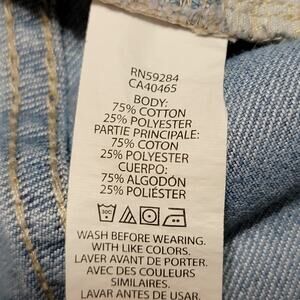 RN59284
CA40465
BODY:
75% COTTON
25% POLYESTER
PARTIE PRINCIPALE:
75% COTON
25% POLYESTER
CUERPO:
75% ALGODÓN
25% POLIÉSTER
WASH BEFORE WEARING.
WITH LIKE COLORS.
LAVER AVANT DE PORTER.
AVEC DES COULEURS
SIMILAIRES.
LAVAR ANTES DE USAR.